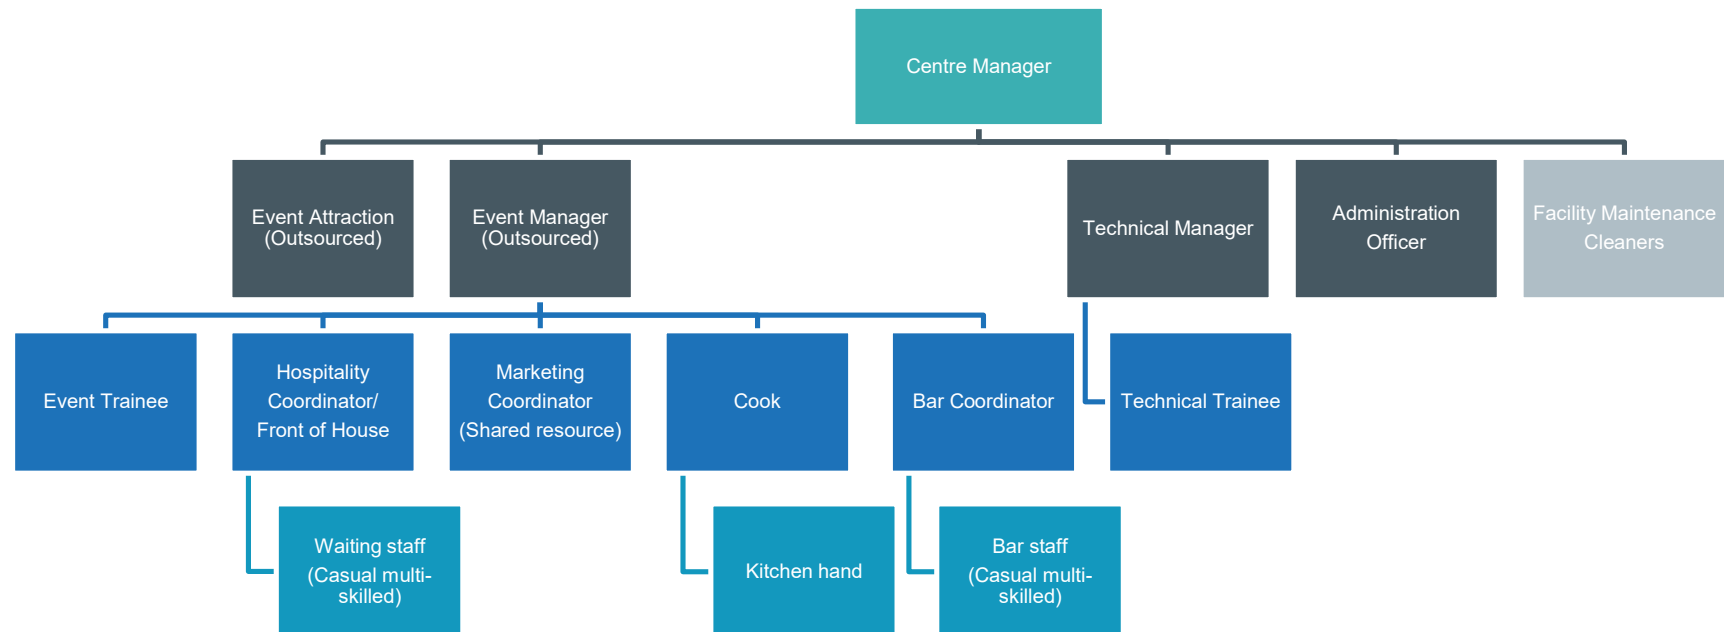 Centre Manager
Event Attraction
(Outsourced)
Event Manager
(Outsourced)
Technical Manager
Administration
Officer
Facility Maintenance
Cleaners
Event Trainee
Hospitality
Coordinator/
Front of House
Marketing
Coordinator
(Shared resource)
Cook
Bar Coordinator
Technical Trainee
Waiting staff
(Casual multi-
skilled)
Kitchen hand
Bar staff
(Casual multi-
skilled)